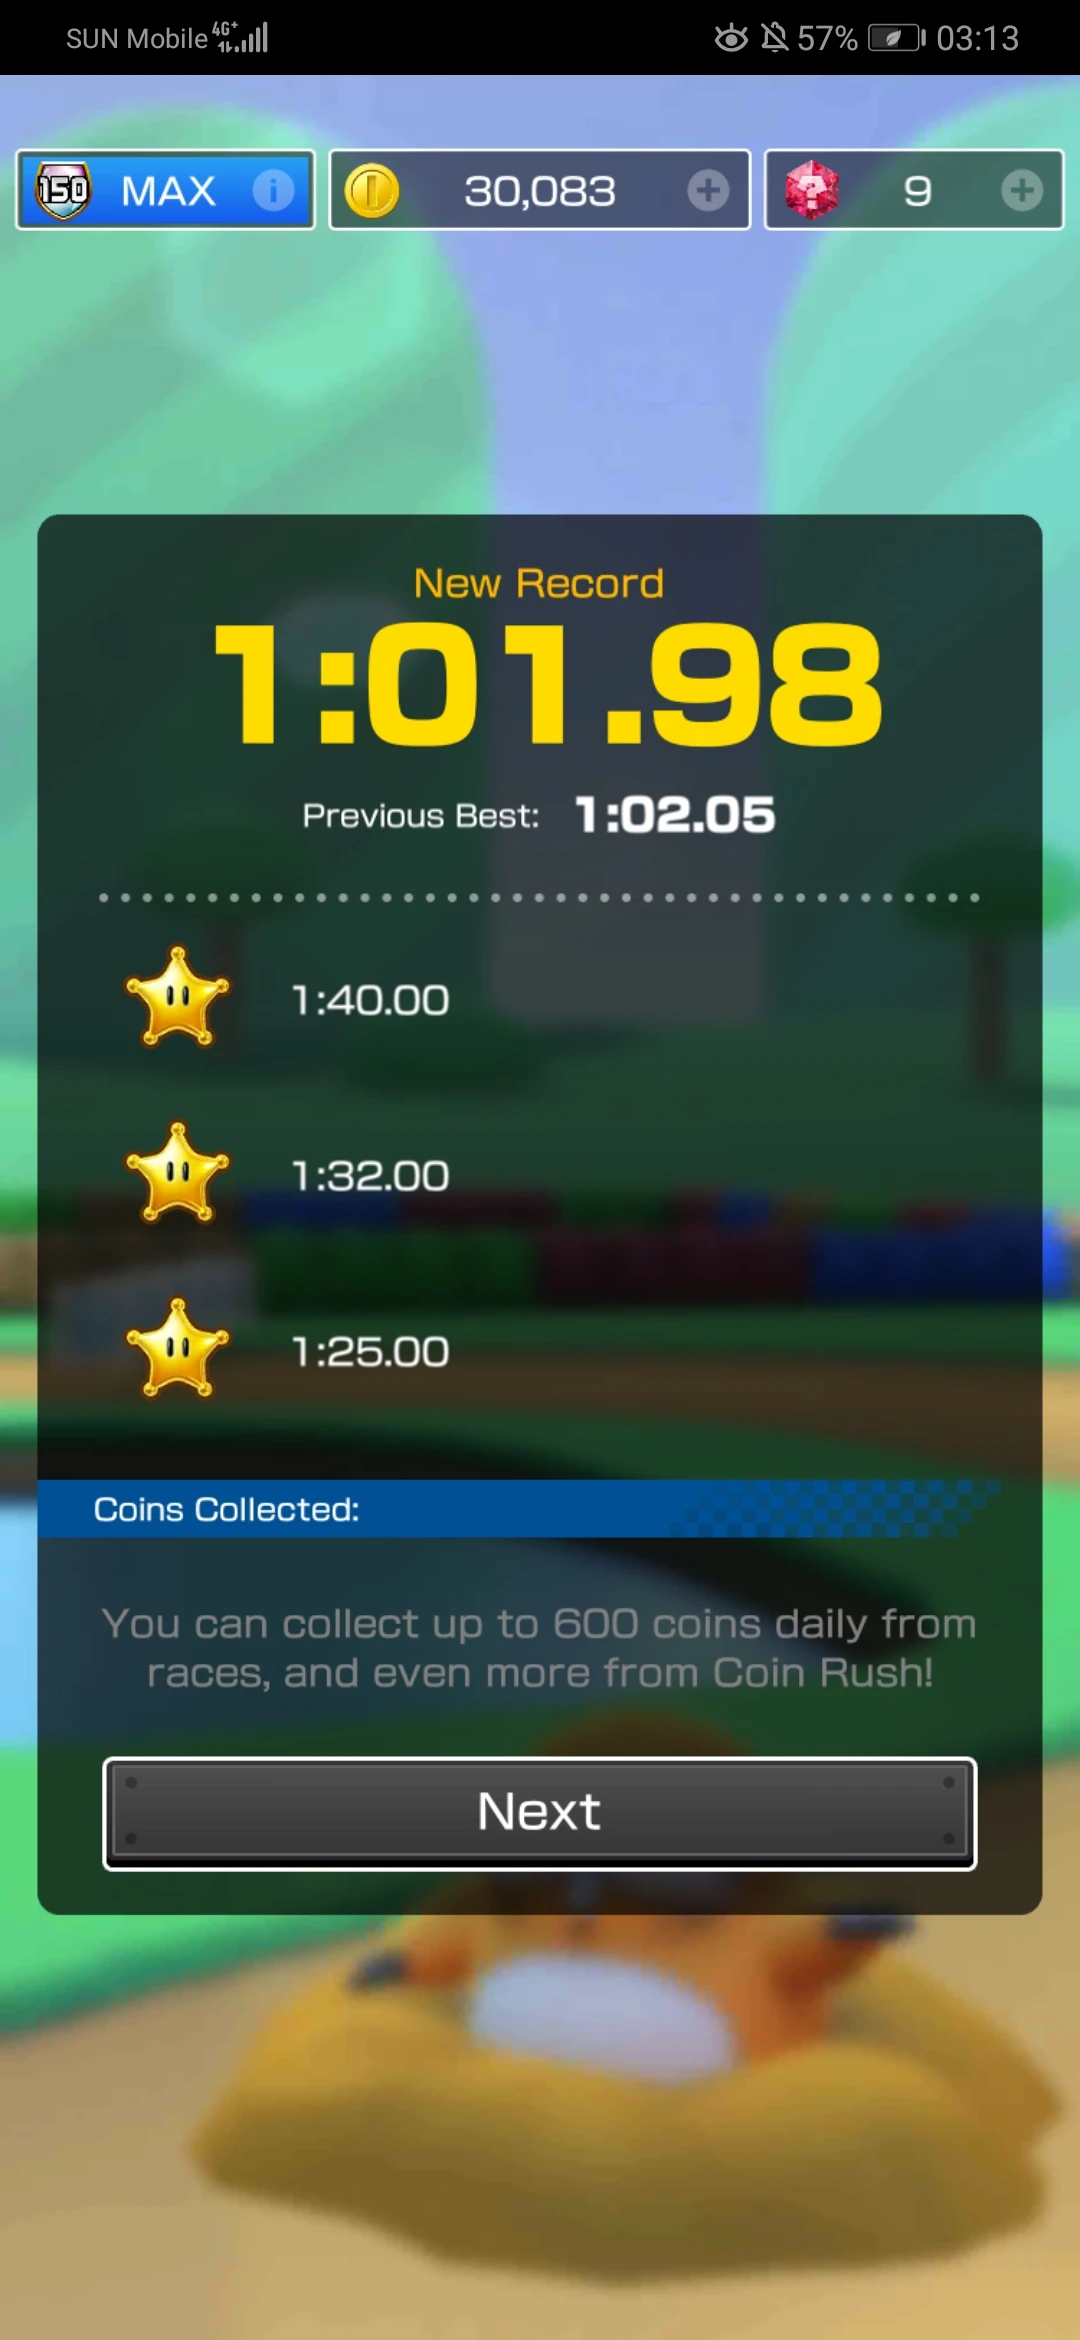 SUN Mobile 4G+ 57% 03:13
150 MAX i 30,083 + 9 +
New Record
1:01.98
Previous Best: 1:02.05
1:40.00
1:32.00
1:25.00
Coins Collected:
You can collect up to 600 coins daily from
races, and even more from Coin Rush!
Next